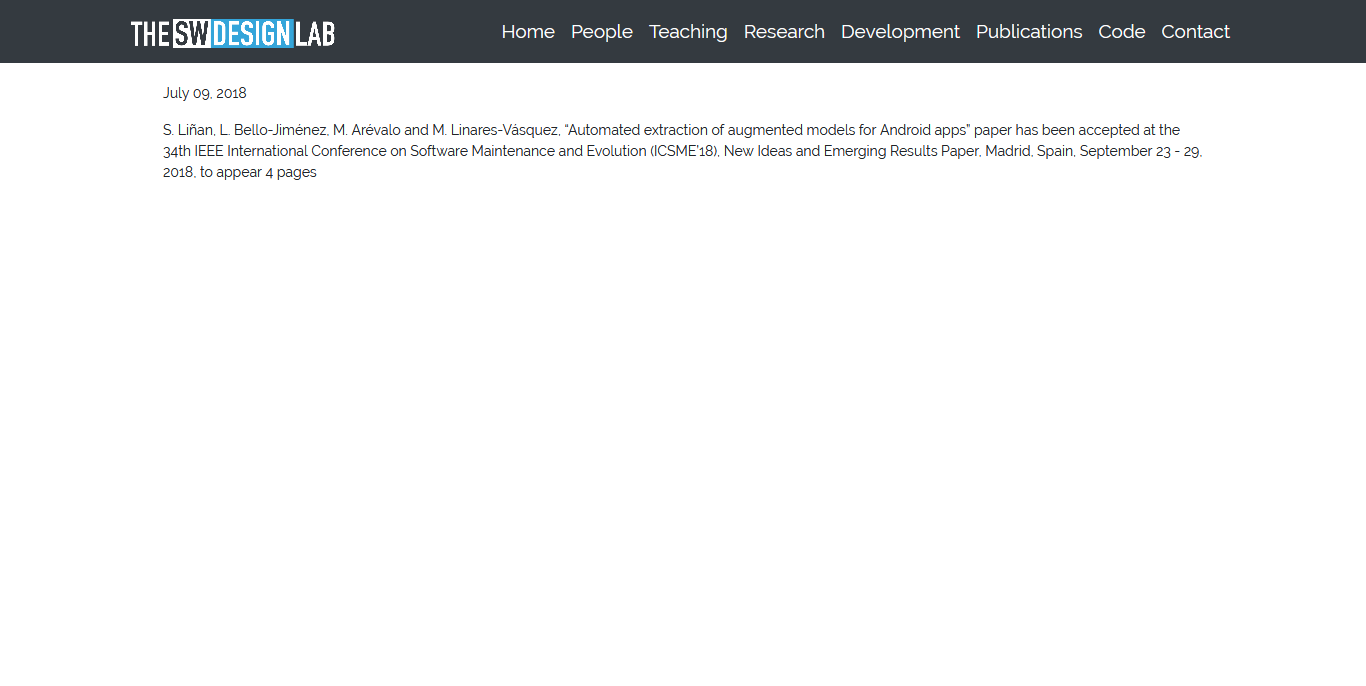 THE SW DESIGN LAB
Home People Teaching Research Development Publications Code Contact
July 09, 2018
S. Liñan, L. Bello-Jiménez, M. Arévalo and M. Linares-Vásquez, “Automated extraction of augmented models for Android apps” paper has been accepted at the
34th IEEE International Conference on Software Maintenance and Evolution (ICSME’18), New Ideas and Emerging Results Paper, Madrid, Spain, September 23 - 29,
2018, to appear 4 pages